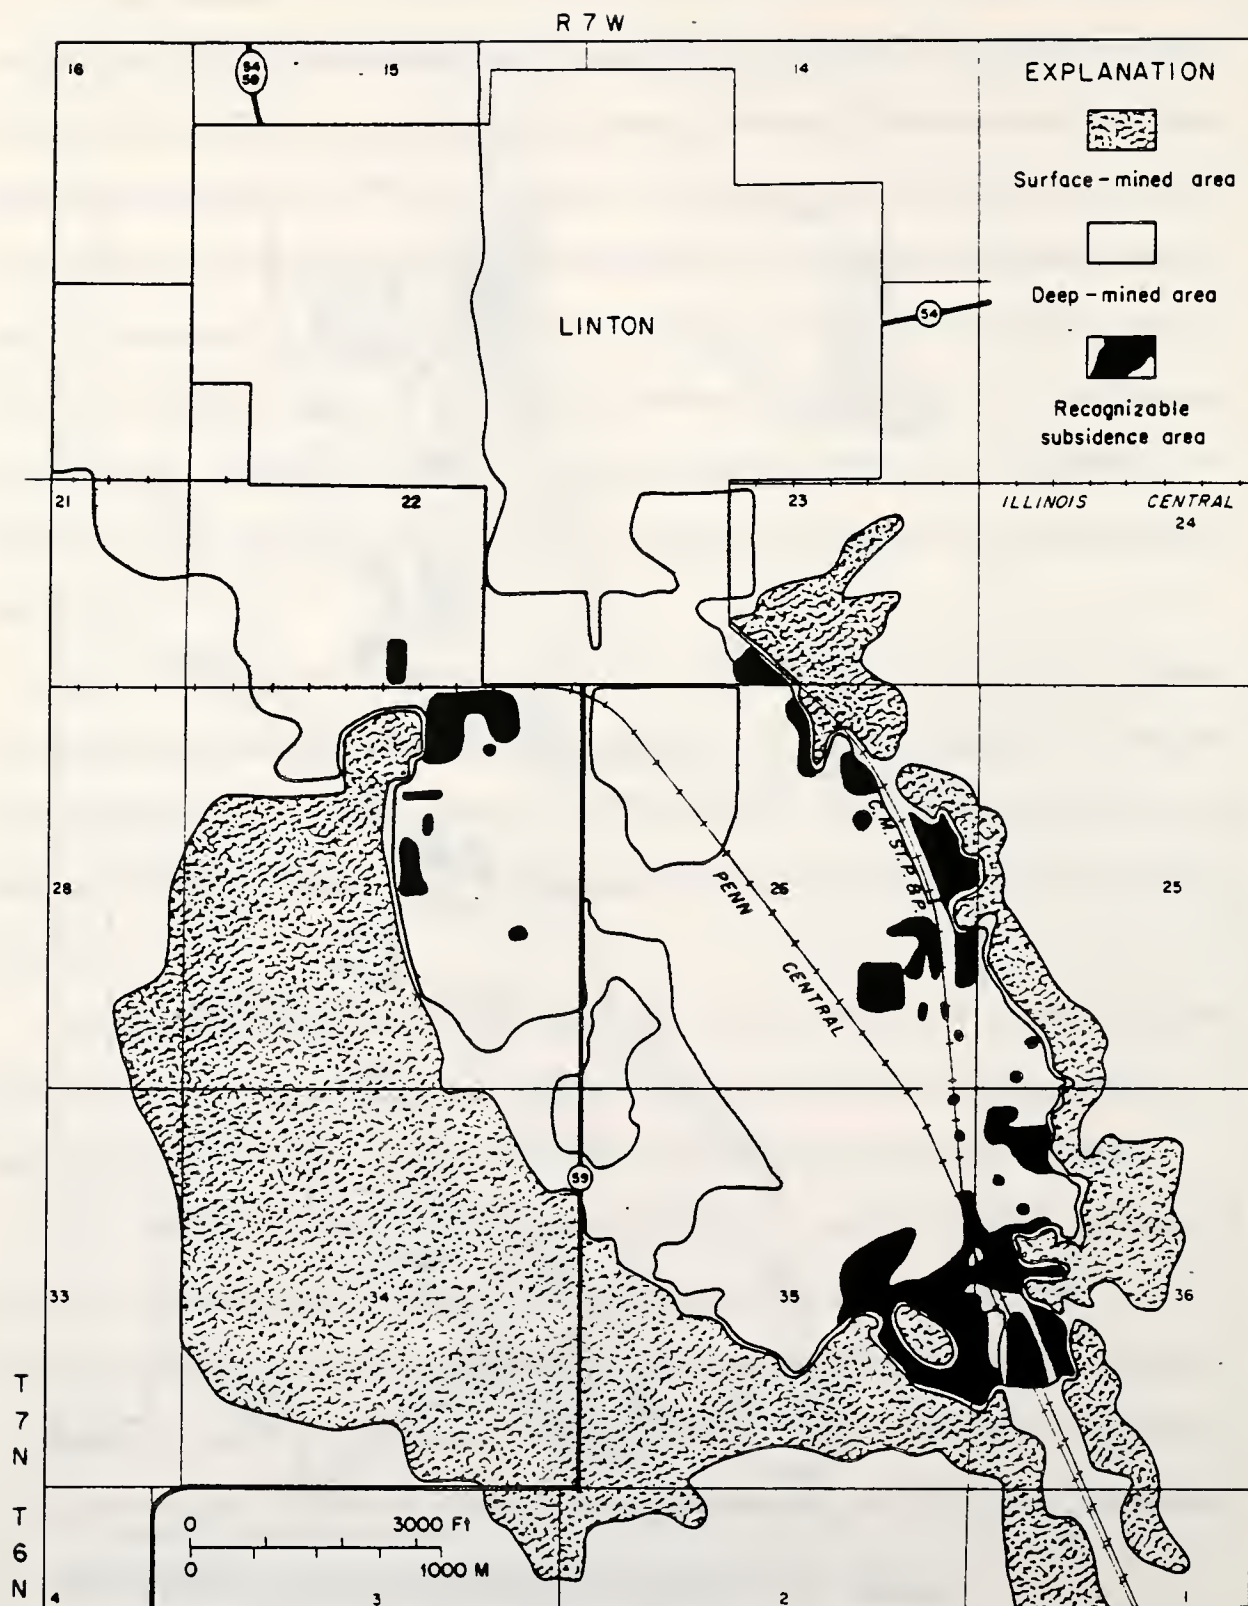 R 7 W
16
54
50
15
14
EXPLANATION
Surface-mined area
Deep-mined area
Recognizable
subsidence area
LINTON
54
21
22
23
ILLINOIS CENTRAL
24
C. M. ST. P. & P.
28
27
PENN
26
25
CENTRAL
59
33
34
35
36
T
7
N
T
6
N
0 3000 Ft
0 1000 M
4
3
2
1